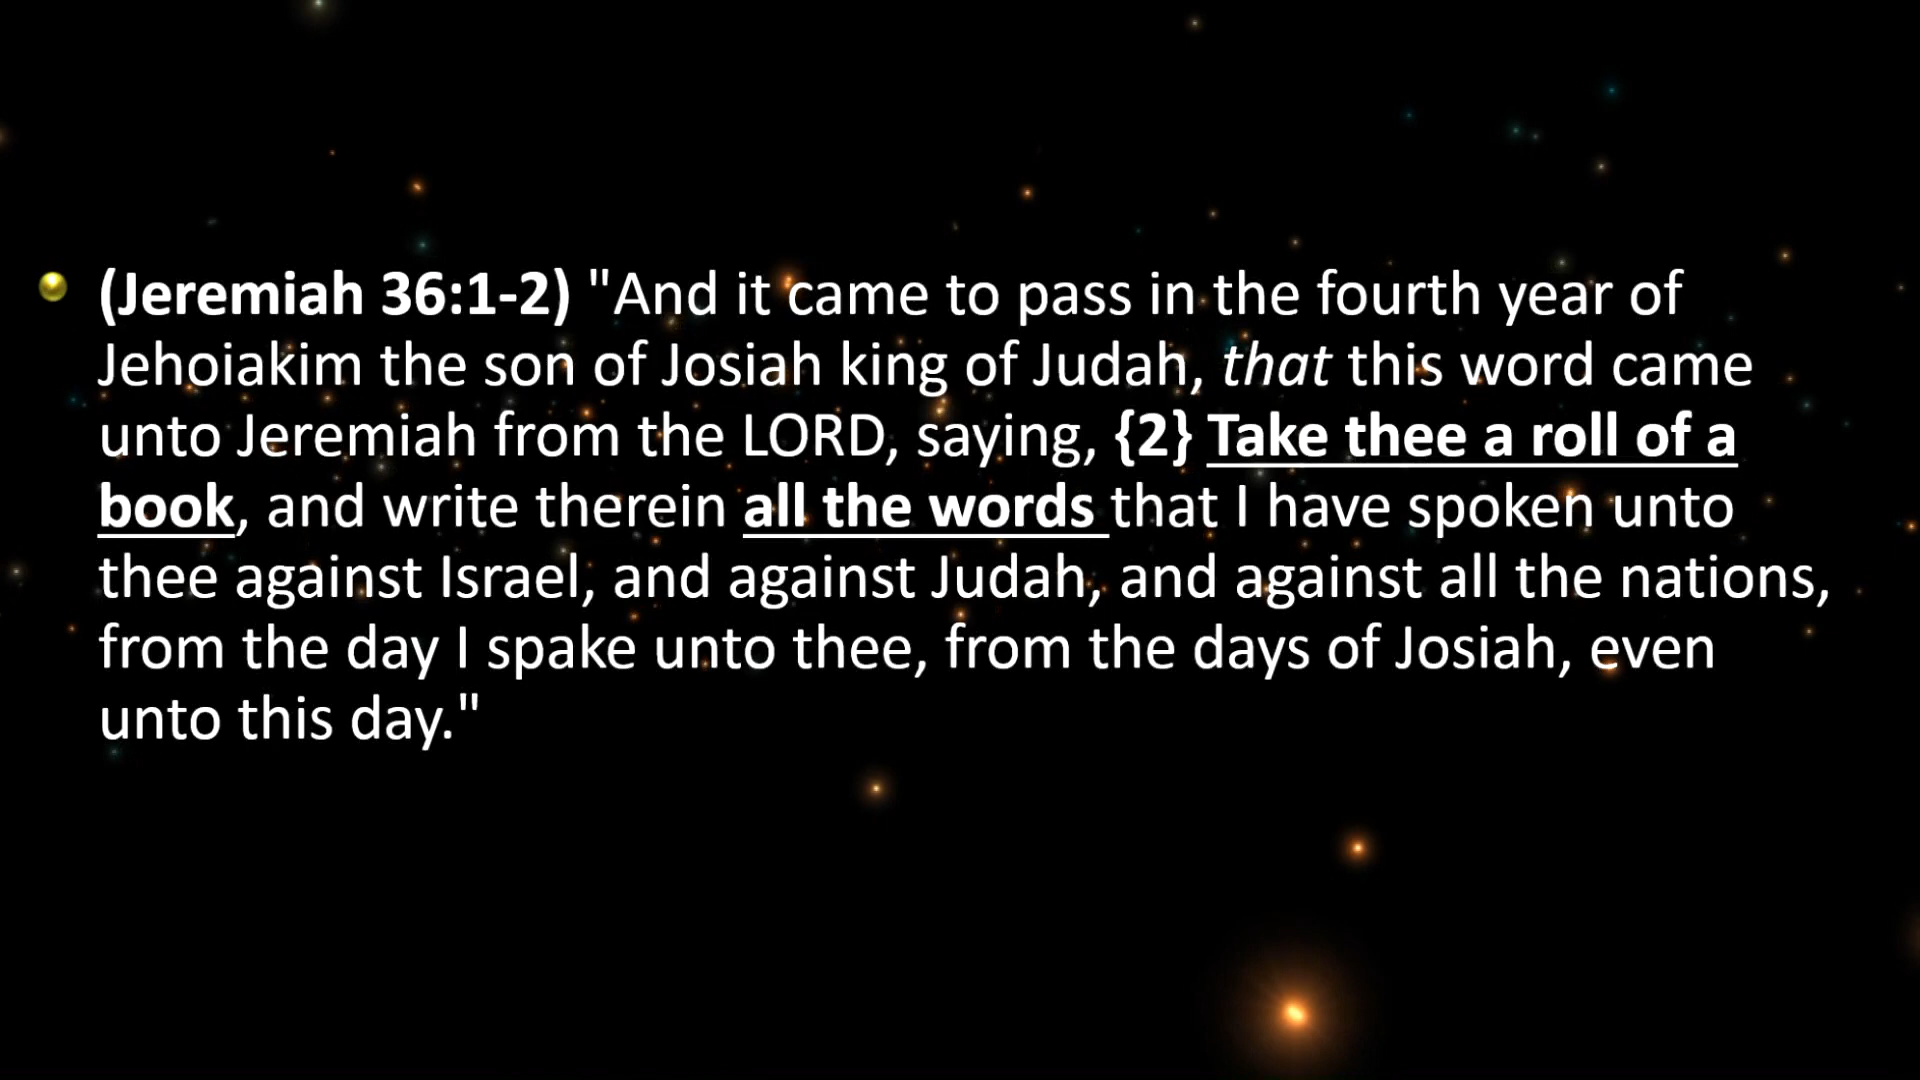 (Jeremiah 36:1-2) "And it came to pass in the fourth year of
Jehoiakim the son of Josiah king of Judah, that this word came
unto Jeremiah from the LORD, saying, {2} Take thee a roll of a
book, and write therein all the words that I have spoken unto
thee against Israel, and against Judah, and against all the nations,
from the day I spake unto thee, from the days of Josiah, even
unto this day."